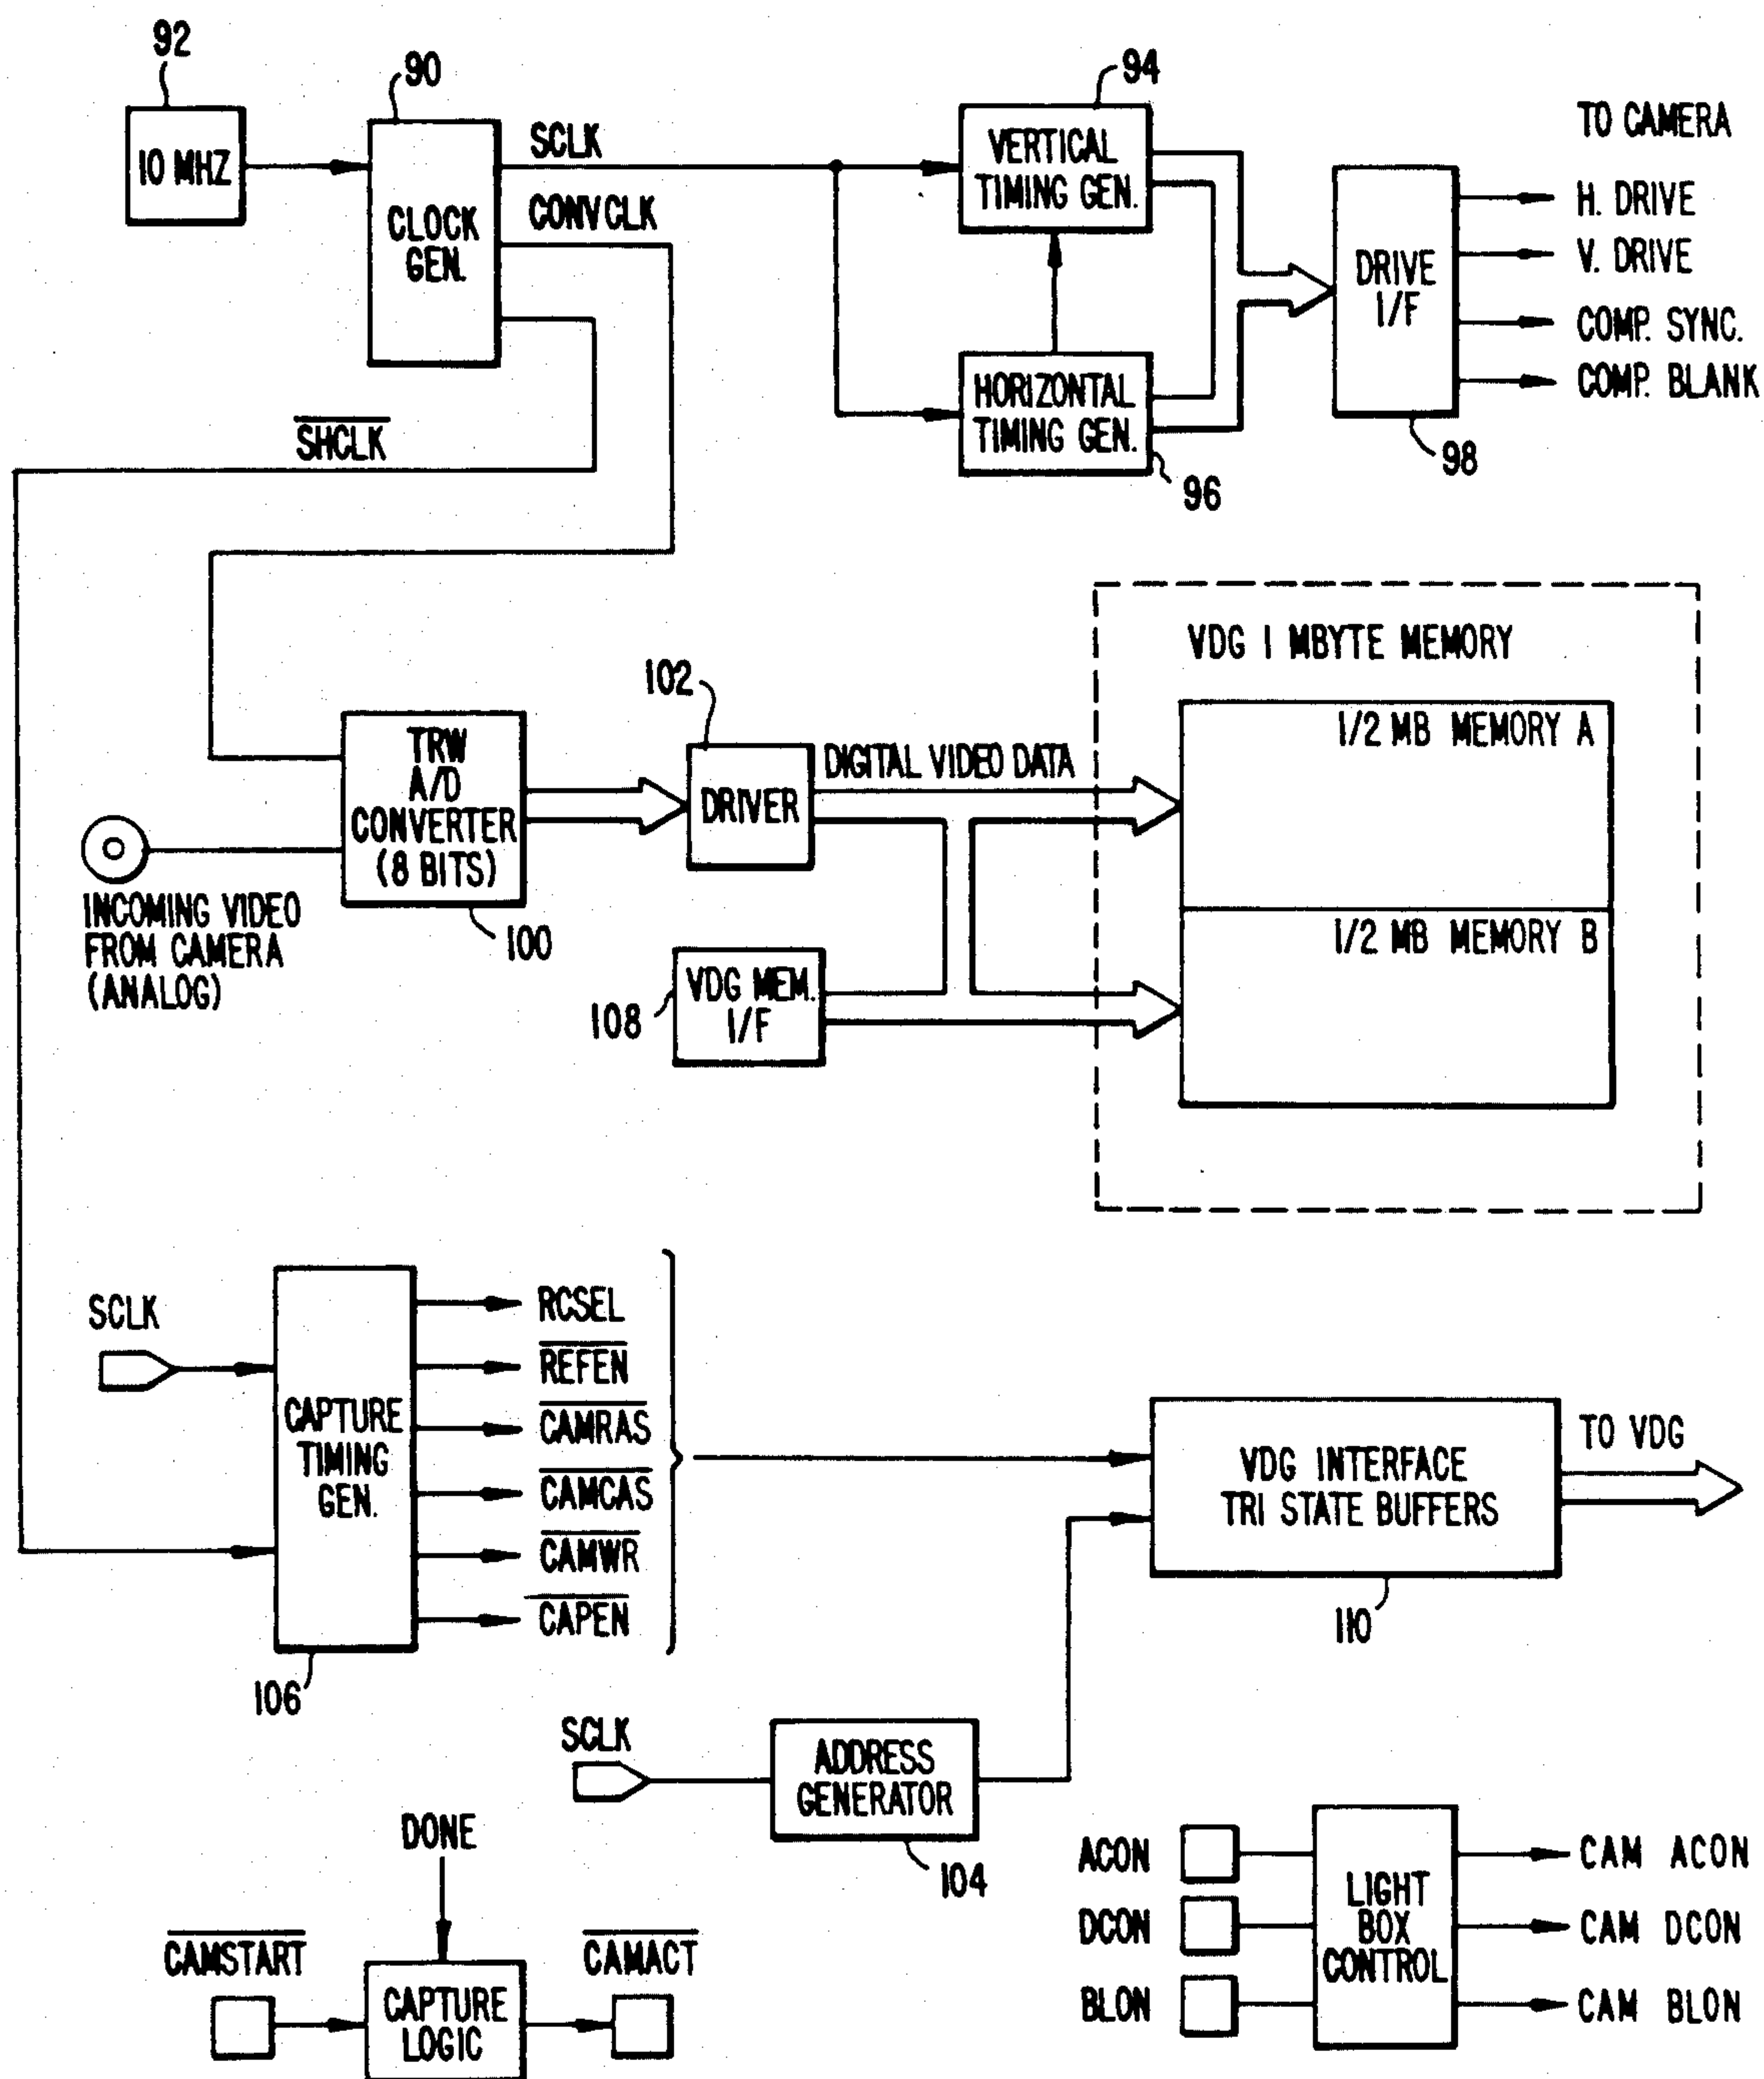 92
90
94
TO CAMERA
10 MHZ
CLOCK
GEN.
SCLK
CONVCLK
VERTICAL
TIMING GEN.
DRIVE
I/F
H. DRIVE
V. DRIVE
COMP. SYNC.
COMP. BLANK
SHCLK
HORIZONTAL
TIMING GEN.
96
98
VDG 1 MBYTE MEMORY
102
TRW
A/D
CONVERTER
(8 BITS)
DRIVER
DIGITAL VIDEO DATA
1/2 MB MEMORY A
INCOMING VIDEO
FROM CAMERA
(ANALOG)
100
1/2 MB MEMORY B
108
VDG MEM.
I/F
SCLK
CAPTURE
TIMING
GEN.
RCSEL
REFEN
CAMRAS
CAMCAS
CAMWR
CAPEN
VDG INTERFACE
TRI STATE BUFFERS
TO VDG
110
106
SCLK
ADDRESS
GENERATOR
104
DONE
CAMSTART
CAPTURE
LOGIC
CAMACT
ACON
DCON
BLON
LIGHT
BOX
CONTROL
CAM ACON
CAM DCON
CAM BLON